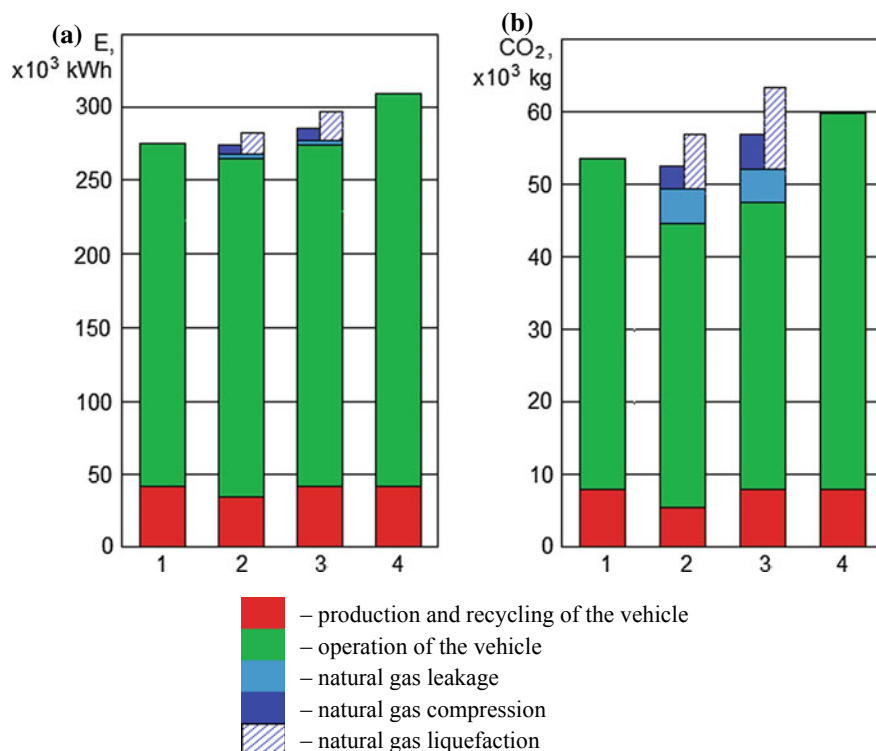 (a)
E,
x10³ kWh
300
250
200
150
100
50
0
1 2 3 4
(b)
CO₂,
x10³ kg
60
50
40
30
20
10
0
1 2 3 4
– production and recycling of the vehicle
– operation of the vehicle
– natural gas leakage
– natural gas compression
– natural gas liquefaction